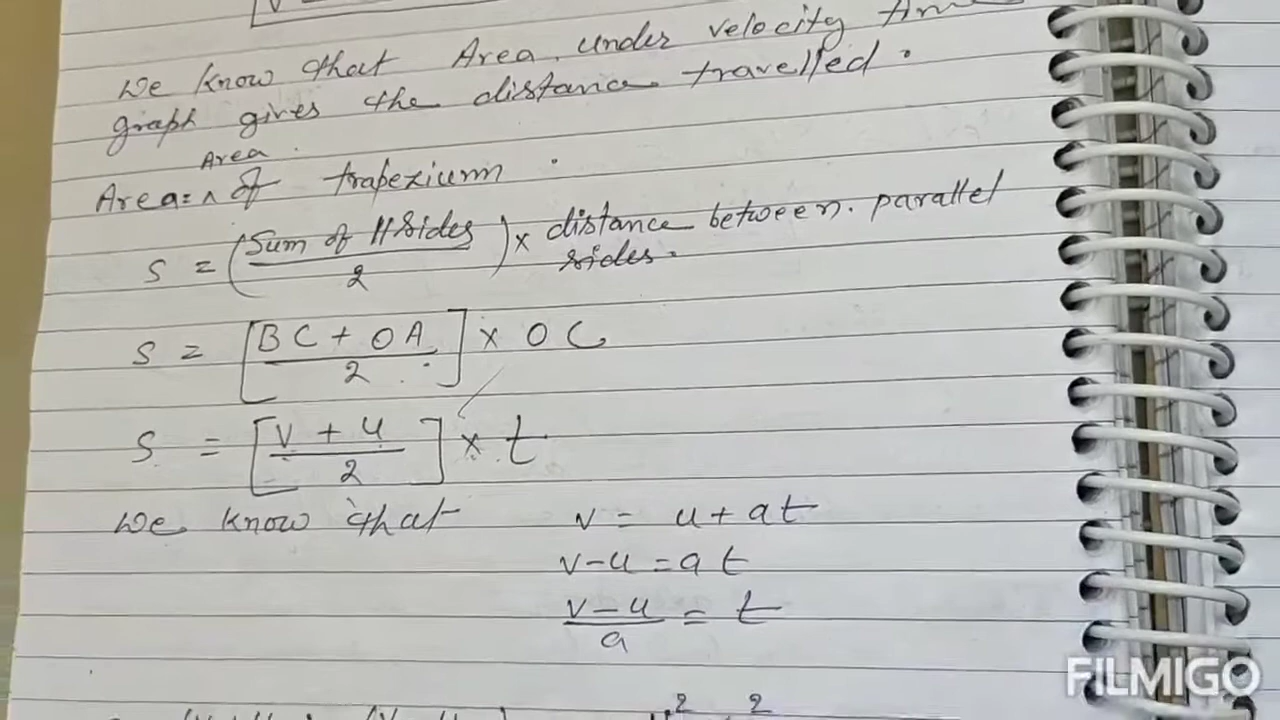 We know that Area under velocity time
graph gives the distance travelled.
Area
Area = ^ of trapezium.
S = (Sum of 11 sides / 2) × distance between parallel
sides.
S = [BC + OA / 2] × OC
S = [v + u / 2] × t
We know that v = u + at
v - u = at
v - u / a = t
FILMIGO